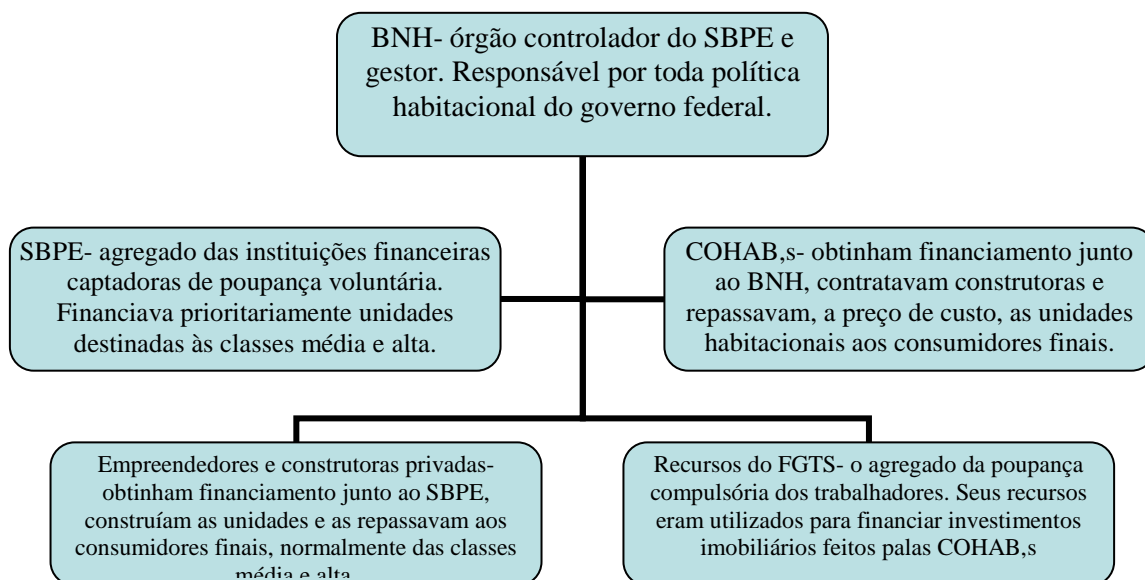 BNH- órgão controlador do SBPE e
gestor. Responsável por toda política
habitacional do governo federal.
SBPE- agregado das instituições financeiras
captadoras de poupança voluntária.
Financiava prioritariamente unidades
destinadas às classes média e alta.
COHAB,s- obtinham financiamento junto
ao BNH, contratavam construtoras e
repassavam, a preço de custo, as unidades
habitacionais aos consumidores finais.
Empreendedores e construtoras privadas-
obtinham financiamento junto ao SBPE,
construíam as unidades e as repassavam aos
consumidores finais, normalmente das classes
média e alta
Recursos do FGTS- o agregado da poupança
compulsória dos trabalhadores. Seus recursos
eram utilizados para financiar investimentos
imobiliários feitos palas COHAB,s